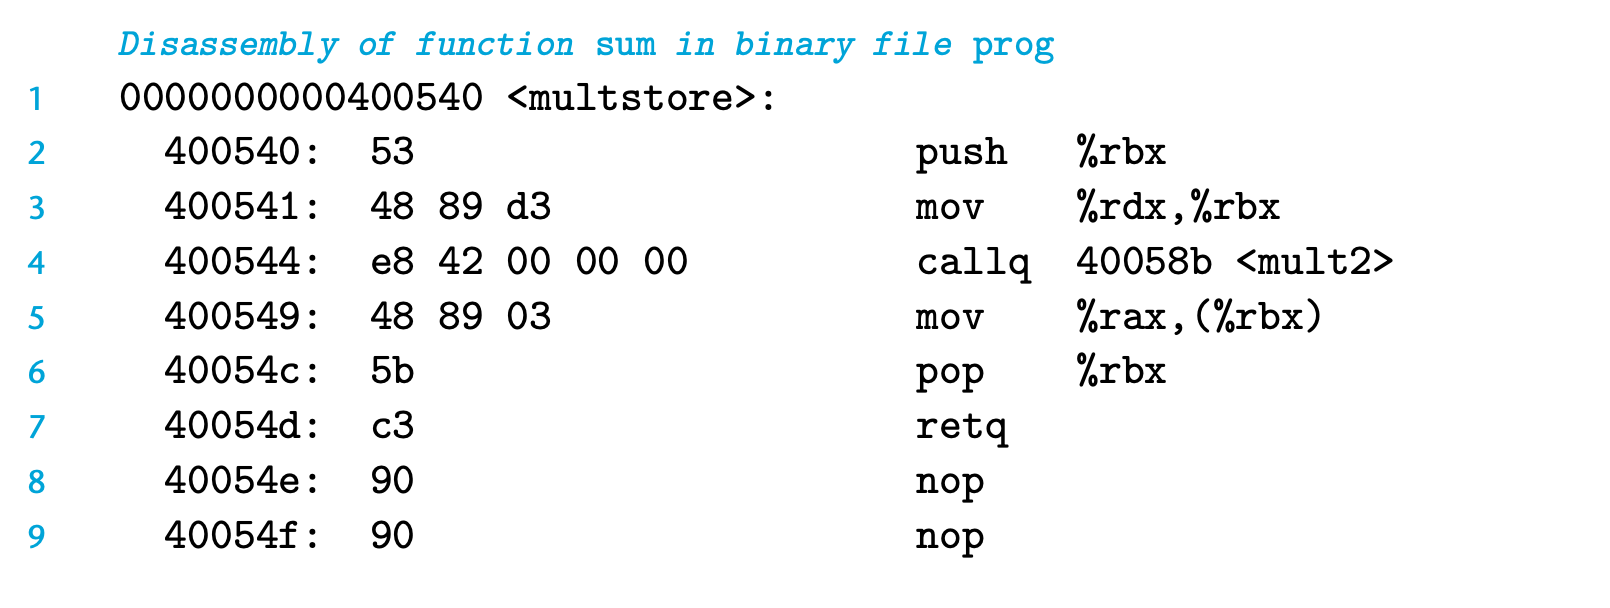 Disassembly of function sum in binary file prog
1 0000000000400540 <multstore>:
2 400540: 53 push %rbx
3 400541: 48 89 d3 mov %rdx,%rbx
4 400544: e8 42 00 00 00 callq 40058b <mult2>
5 400549: 48 89 03 mov %rax,(%rbx)
6 40054c: 5b pop %rbx
7 40054d: c3 retq
8 40054e: 90 nop
9 40054f: 90 nop